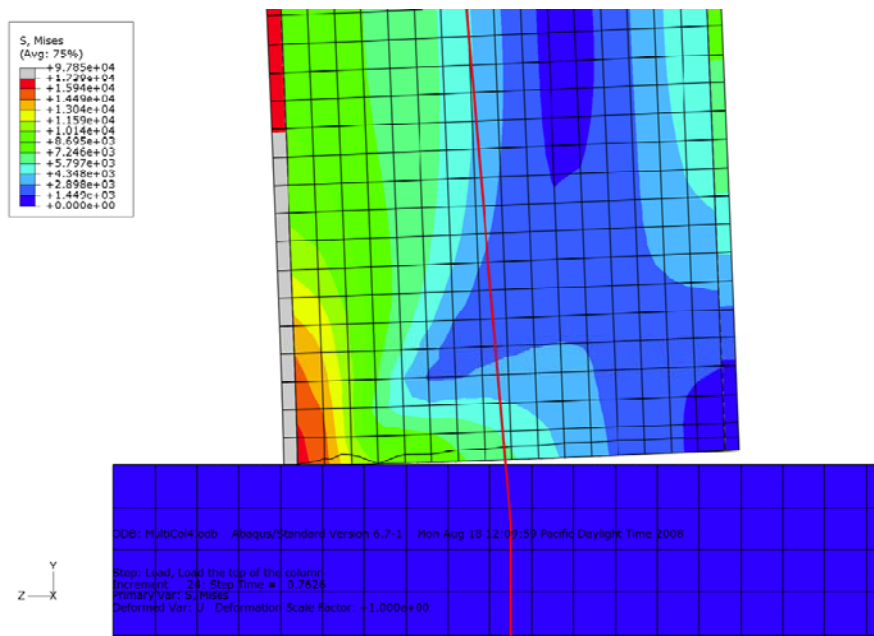 S, Mises
(Avg: 75%)
+9.785e+04
+1.739e+04
+1.594e+04
+1.449e+04
+1.304e+04
+1.159e+04
+1.014e+04
+8.695e+03
+7.246e+03
+5.797e+03
+4.348e+03
+2.898e+03
+1.449e+03
+0.000e+00
ODB: MultiCol4.odb Abaqus/Standard Version 6.7-1 Mon Aug 18 12:09:59 Pacific Daylight Time 2008
Y
Z X
Step: Load, Load the top of the column
Increment 24: Step Time = 0.7626
Primary Var: S, Mises
Deformed Var: U Deformation Scale Factor: +1.000e+00